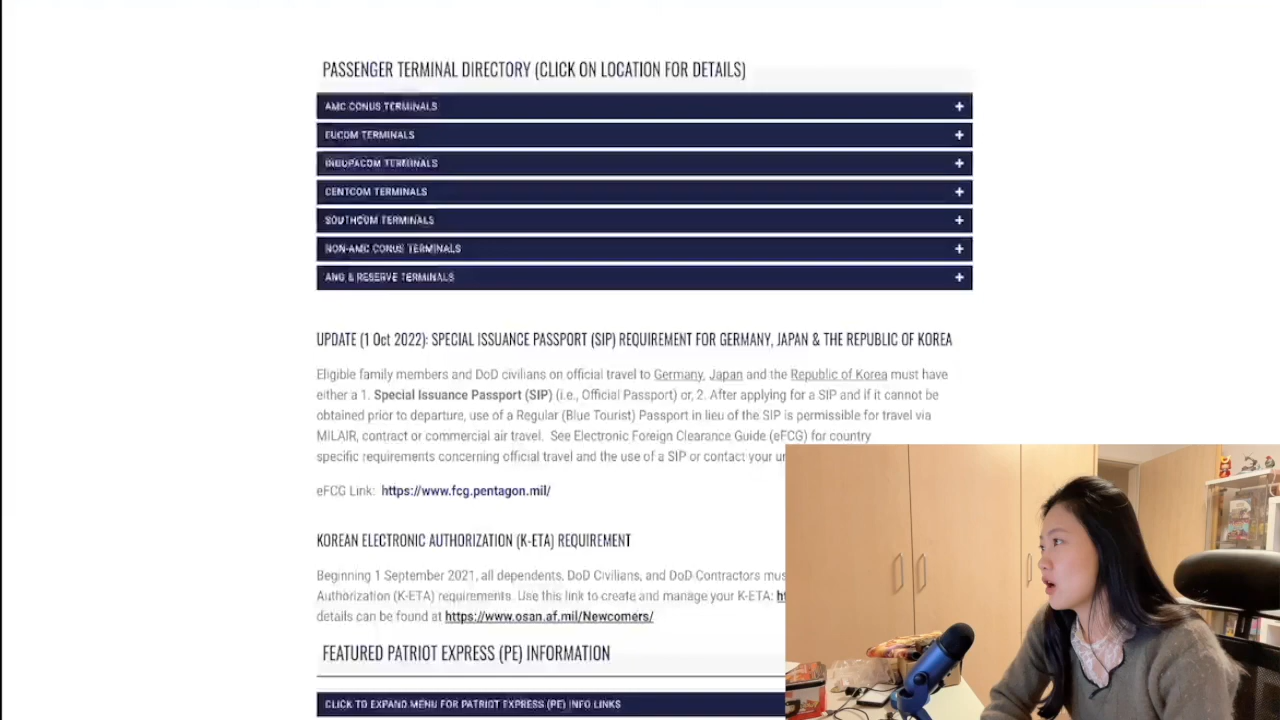 PASSENGER TERMINAL DIRECTORY (CLICK ON LOCATION FOR DETAILS)
AMC CONUS TERMINALS +
EUCOM TERMINALS +
INDOPACOM TERMINALS +
CENTCOM TERMINALS +
SOUTHCOM TERMINALS +
NON-AMC CONUS TERMINALS +
ANG & RESERVE TERMINALS +
UPDATE (1 Oct 2022): SPECIAL ISSUANCE PASSPORT (SIP) REQUIREMENT FOR GERMANY, JAPAN & THE REPUBLIC OF KOREA
Eligible family members and DoD civilians on official travel to Germany, Japan and the Republic of Korea must have
either a 1. Special Issuance Passport (SIP) (i.e., Official Passport) or, 2. After applying for a SIP and if it cannot be
obtained prior to departure, use of a Regular (Blue Tourist) Passport in lieu of the SIP is permissible for travel via
MILAIR, contract or commercial air travel. See Electronic Foreign Clearance Guide (eFCG) for country
specific requirements concerning official travel and the use of a SIP or contact your
eFCG Link: https://www.fcg.pentagon.mil/
KOREAN ELECTRONIC AUTHORIZATION (K-ETA) REQUIREMENT
Beginning 1 September 2021, all dependents, DoD Civilians, and DoD Contractors
Authorization (K-ETA) requirements. Use this link to create and manage your K-ETA:
details can be found at https://www.osan.af.mil/Newcomers/
FEATURED PATRIOT EXPRESS (PE) INFORMATION
CLICK TO EXPAND MENU FOR PATRIOT EXPRESS (PE) INFO LINKS